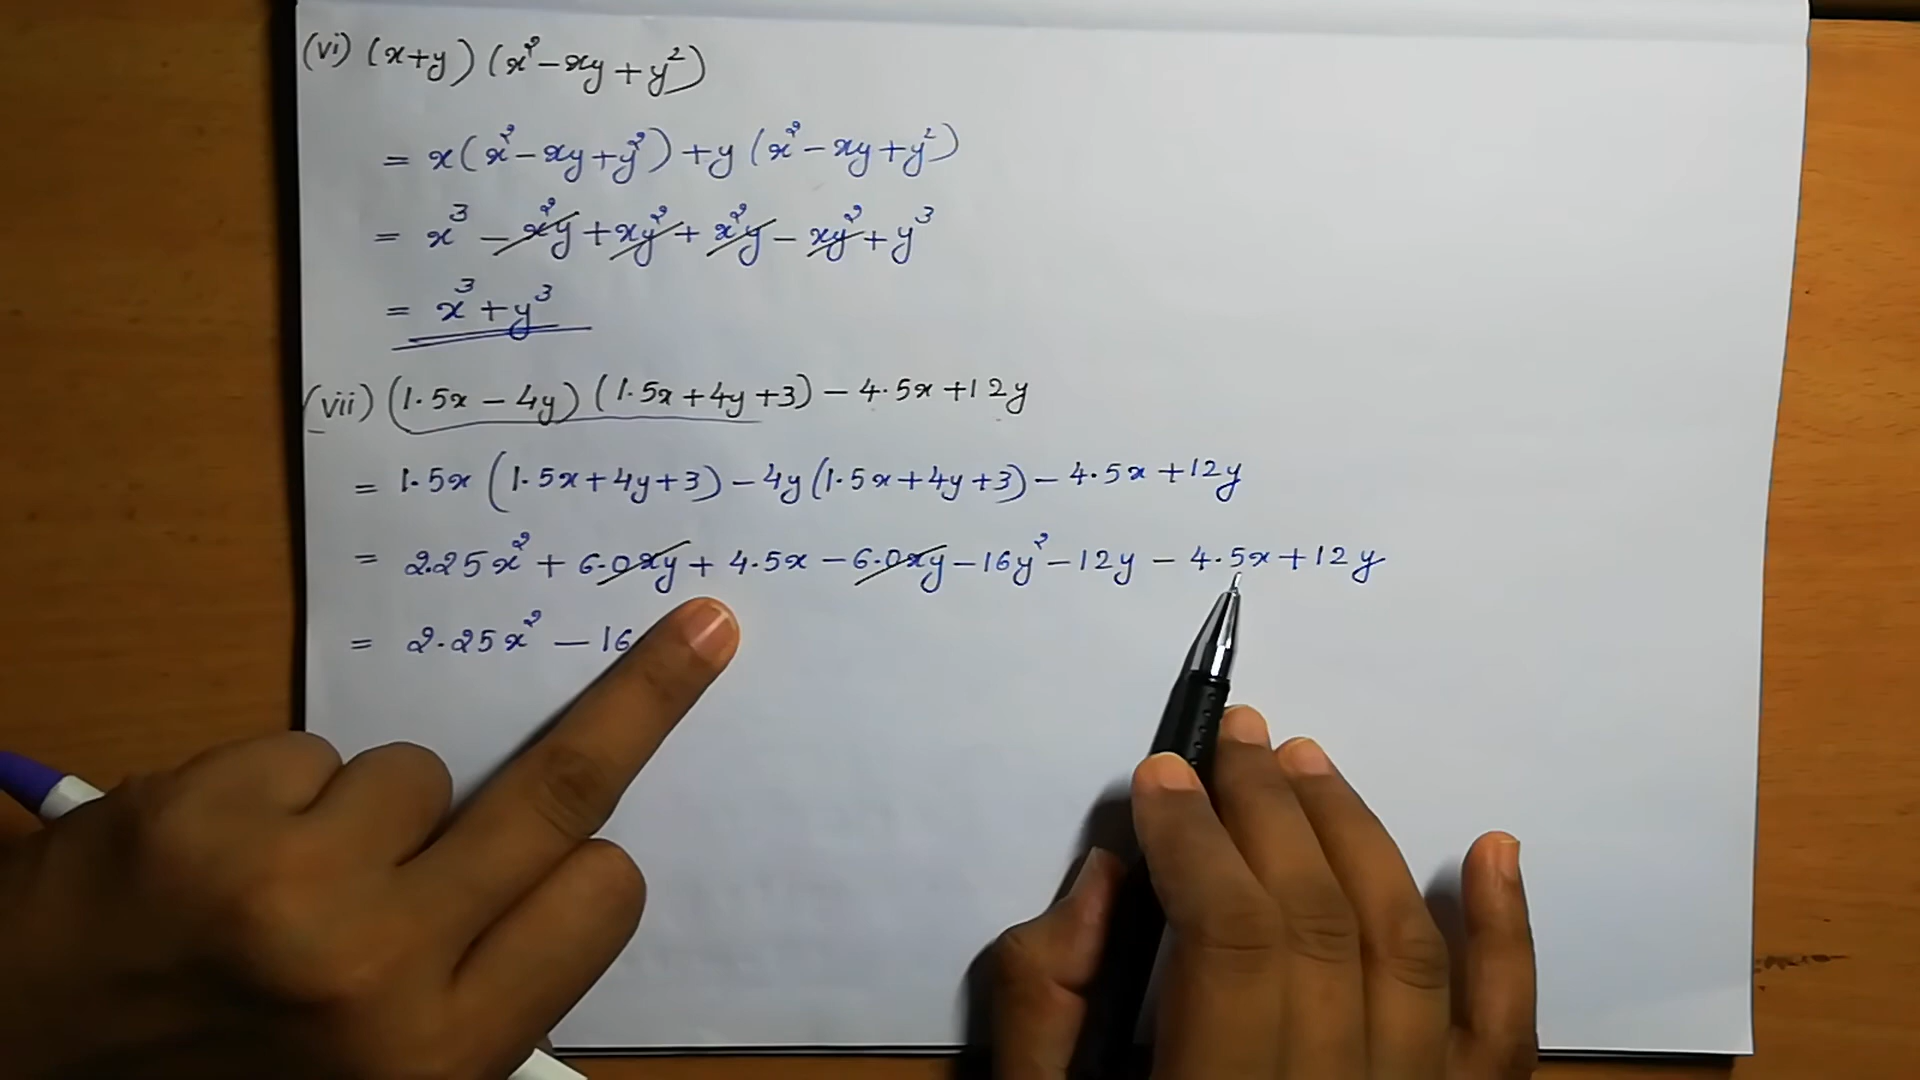 (vi) (x+y) (x²-xy+y²)
= x(x²-xy+y²)+y(x²-xy+y²)
= x³-x²y+xy²+x²y-xy²+y³
= x³+y³
(vii) (1.5x-4y)(1.5x+4y+3)-4.5x+12y
= 1.5x(1.5x+4y+3)-4y(1.5x+4y+3)-4.5x+12y
= 2.25x²+6.0xy+4.5x-6.0xy-16y²-12y-4.5x+12y
= 2.25x²-16